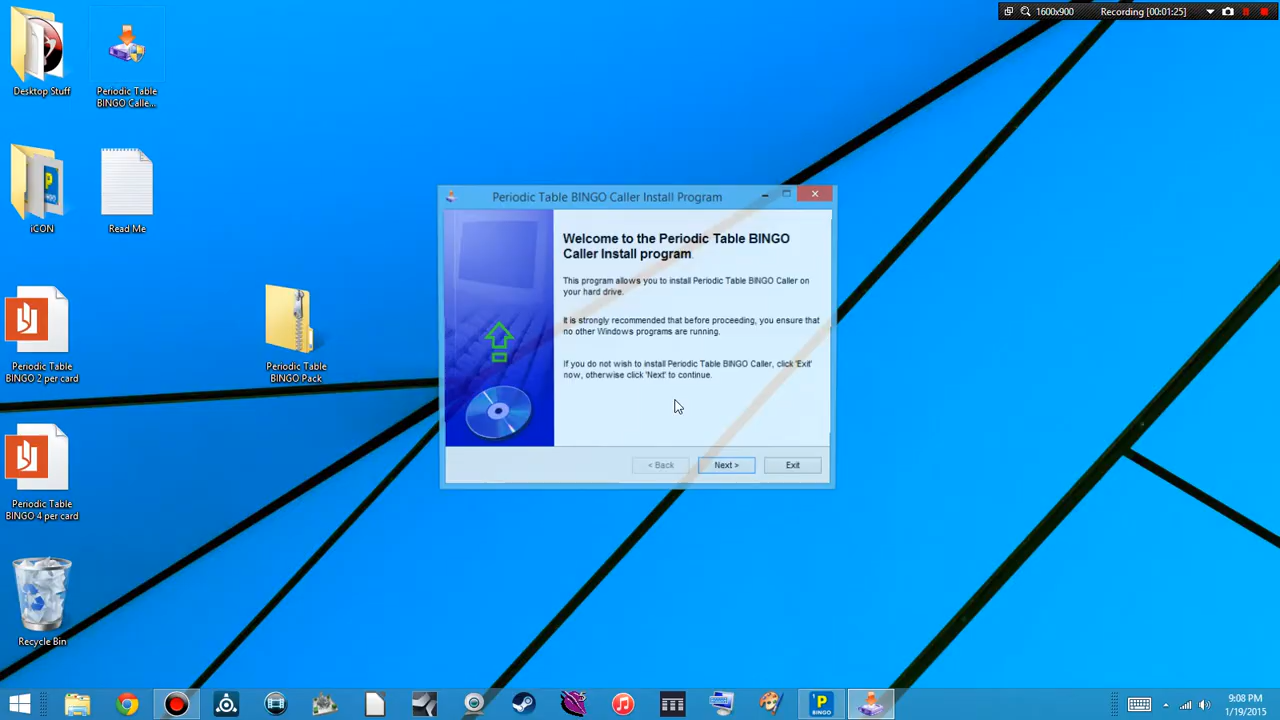 1600x900
Recording [00:01:25]
Desktop Stuff
Periodic Table
BINGO Calle...
iCON
Read Me
Periodic Table
BINGO 2 per card
Periodic Table
BINGO Pack
Periodic Table
BINGO 4 per card
Recycle Bin
Periodic Table BINGO Caller Install Program
Welcome to the Periodic Table BINGO
Caller Install program
This program allows you to install Periodic Table BINGO Caller on
your hard drive.
It is strongly recommended that before proceeding, you ensure that
no other Windows programs are running.
If you do not wish to install Periodic Table BINGO Caller, click 'Exit'
now, otherwise click 'Next' to continue.
< Back
Next >
Exit
P
BINGO
P
BINGO
9:08 PM
1/19/2015